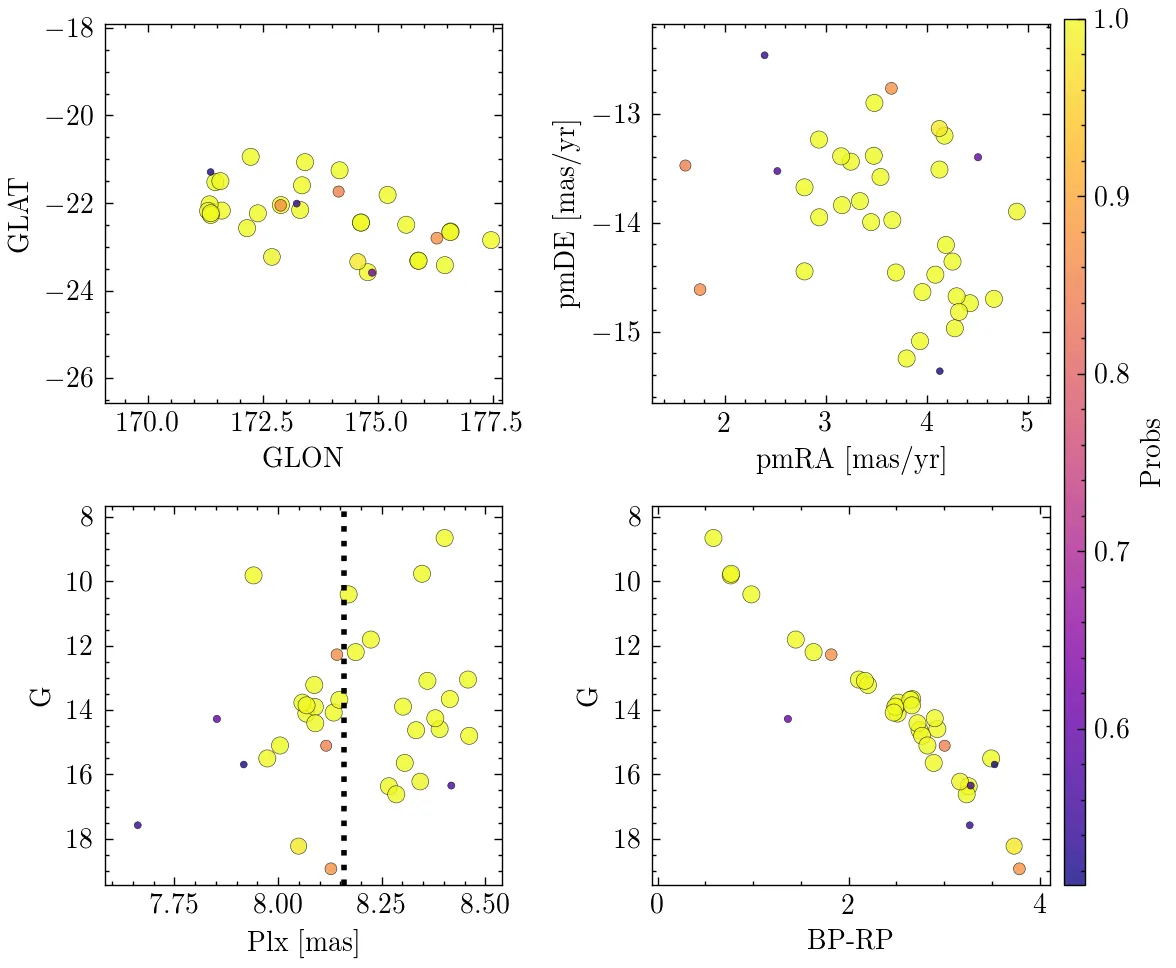 −18
−20
−22
−24
−26
GLAT
170.0 172.5 175.0 177.5
GLON
−13
−14
−15
pmDE [mas/yr]
2 3 4 5
pmRA [mas/yr]
1.0
0.9
0.8
0.7
0.6
Probs
8
10
12
14
16
18
G
7.75 8.00 8.25 8.50
Plx [mas]
8
10
12
14
16
18
G
0 2 4
BP-RP